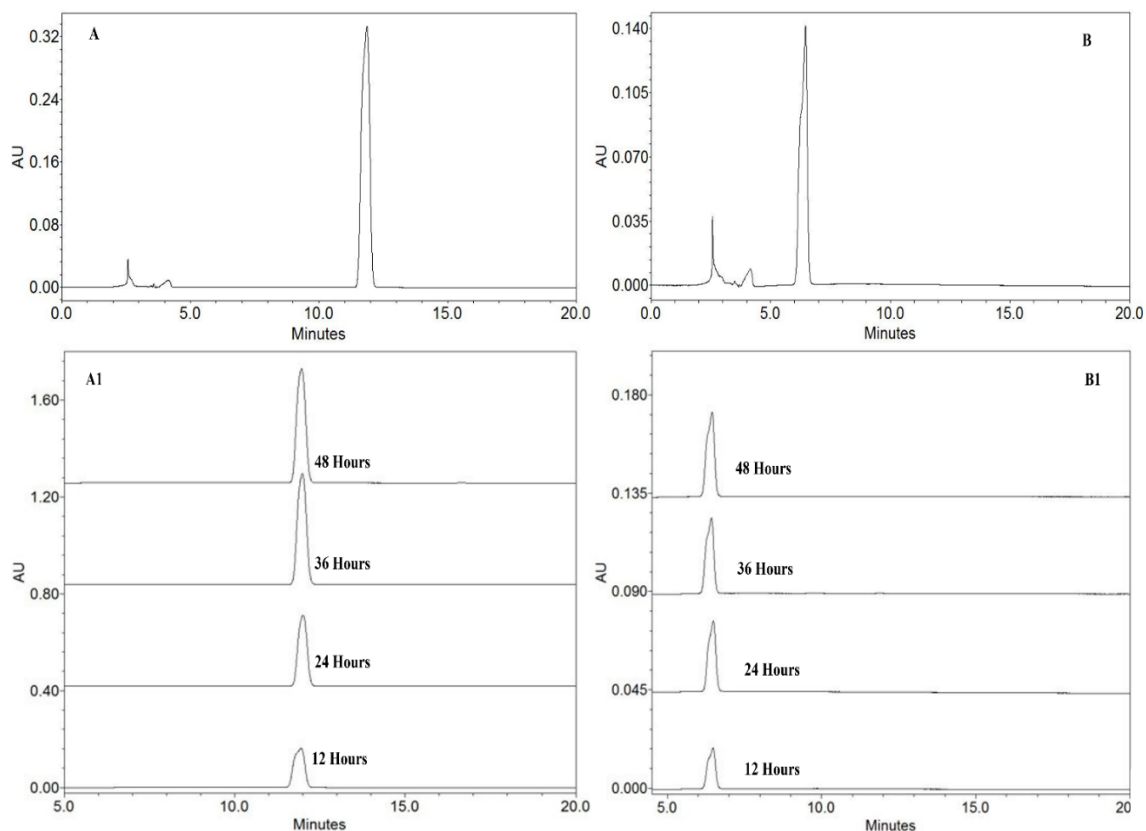 A
0.32
0.24
0.16
0.08
0.00
AU
0.0 5.0 10.0 15.0 20.0
Minutes
B
0.140
0.105
0.070
0.035
0.000
AU
0.0 5.0 10.0 15.0 20.0
Minutes
A1
1.60
1.20
0.80
0.40
0.00
AU
48 Hours
36 Hours
24 Hours
12 Hours
5.0 10.0 15.0 20.0
Minutes
B1
0.180
0.135
0.090
0.045
0.000
AU
48 Hours
36 Hours
24 Hours
12 Hours
5.0 10.0 15.0 20.0
Minutes